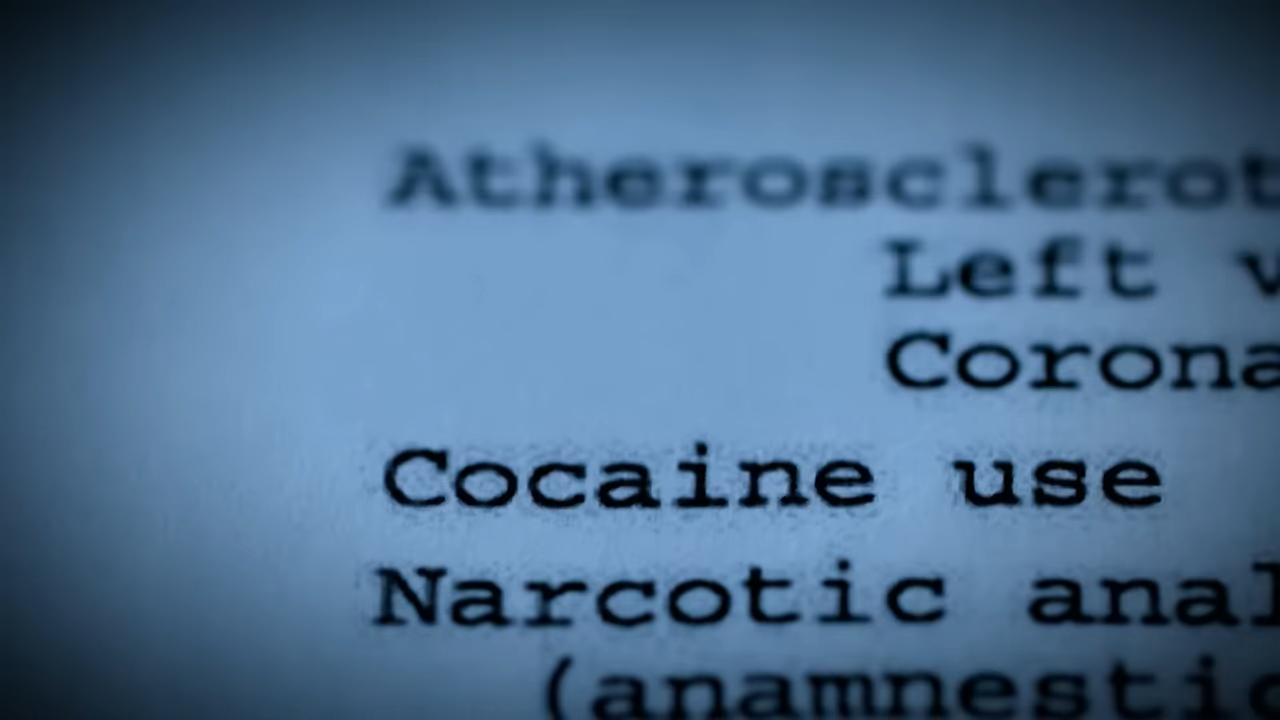 Atherosclerot
Left v
Corona
Cocaine use
Narcotic anal
(anamnestic